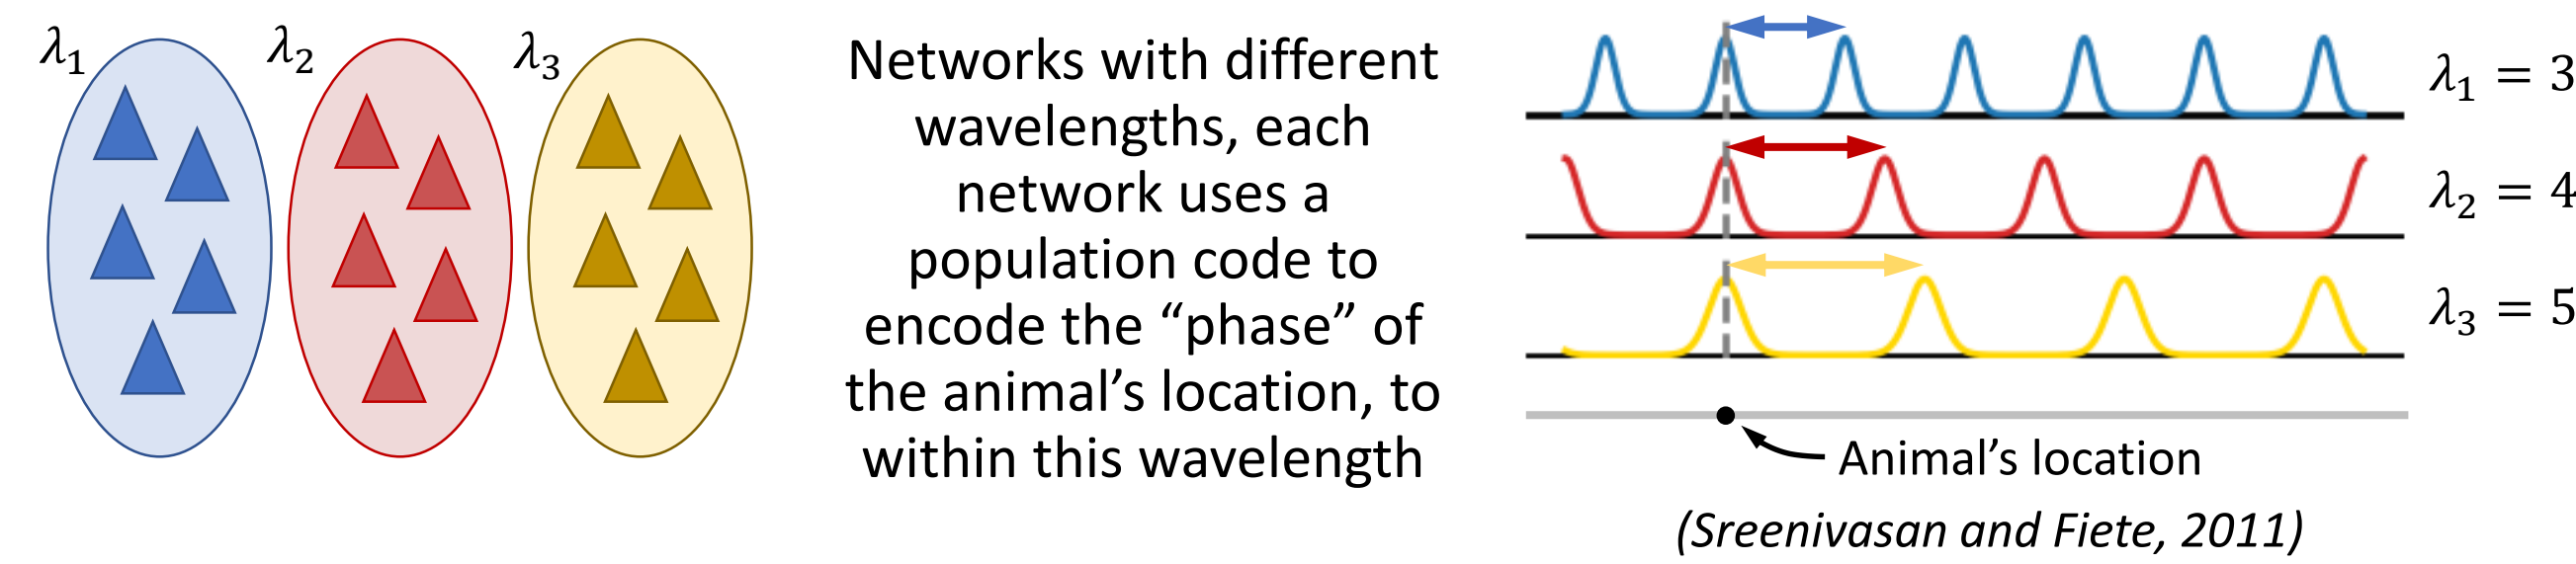 λ₁
λ₂
λ₃
Networks with different
wavelengths, each
network uses a
population code to
encode the “phase” of
the animal’s location, to
within this wavelength
λ₁ = 3
λ₂ = 4
λ₃ = 5
Animal’s location
(Sreenivasan and Fiete, 2011)